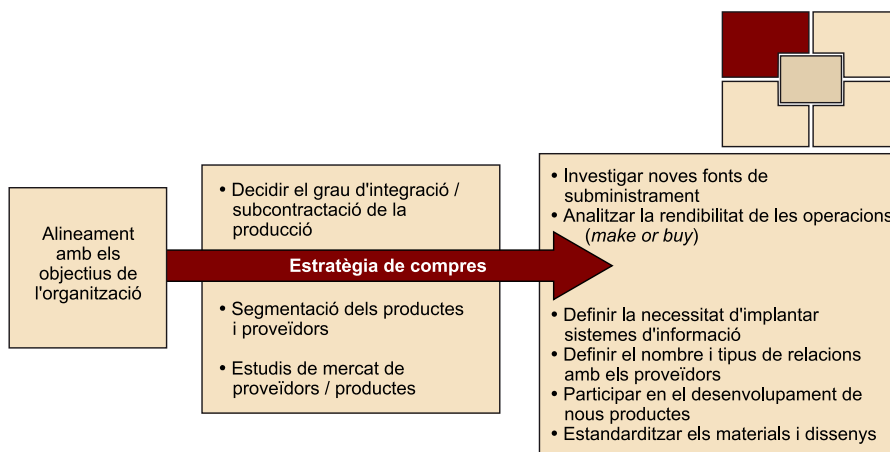 Alineament
amb els
objectius de
l'organització
• Decidir el grau d'integració /
subcontractació de la
producció
Estratègia de compres
• Segmentació dels productes
i proveïdors
• Estudis de mercat de
proveïdors / productes
• Investigar noves fonts de
subministrament
• Analitzar la rendibilitat de les operacions
(make or buy)
• Definir la necessitat d'implantar
sistemes d'informació
• Definir el nombre i tipus de relacions
amb els proveïdors
• Participar en el desenvolupament de
nous productes
• Estandarditzar els materials i dissenys